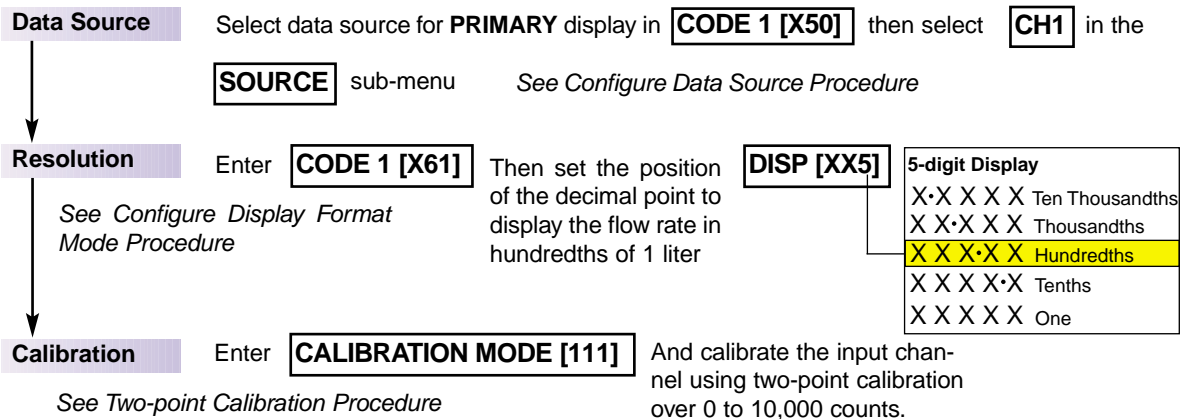 Data Source
Select data source for PRIMARY display in CODE 1 [X50] then select CH1 in the
SOURCE sub-menu See Configure Data Source Procedure
Resolution
Enter CODE 1 [X61]
See Configure Display Format
Mode Procedure
Then set the position
of the decimal point to
display the flow rate in
hundredths of 1 liter
DISP [XX5]
5-digit Display
X•X X X X Ten Thousandths
X X•X X X Thousandths
X X X•X X Hundredths
X X X X•X Tenths
X X X X X One
Calibration
Enter CALIBRATION MODE [111]
See Two-point Calibration Procedure
And calibrate the input chan-
nel using two-point calibration
over 0 to 10,000 counts.